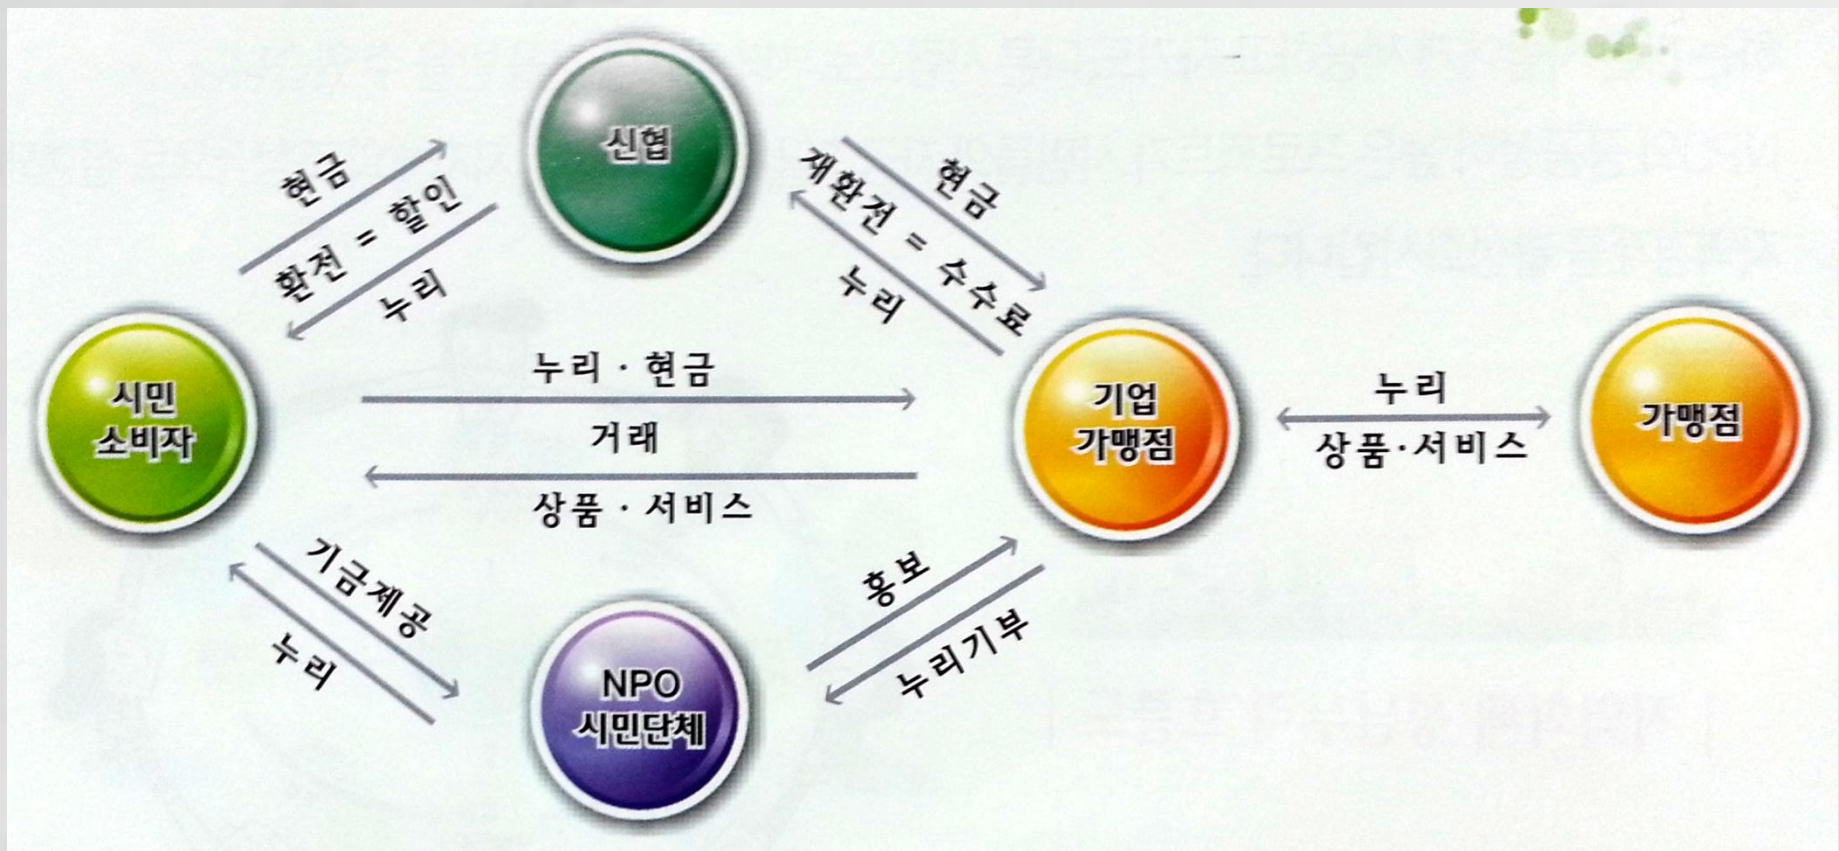 신협
현금
환전 = 할인
누리
현금
재환전 = 수수료
누리
시민
소비자
누리 · 현금
거래
상품 · 서비스
기업
가맹점
누리
상품·서비스
가맹점
기금제공
누리
NPO
시민단체
홍보
누리기부